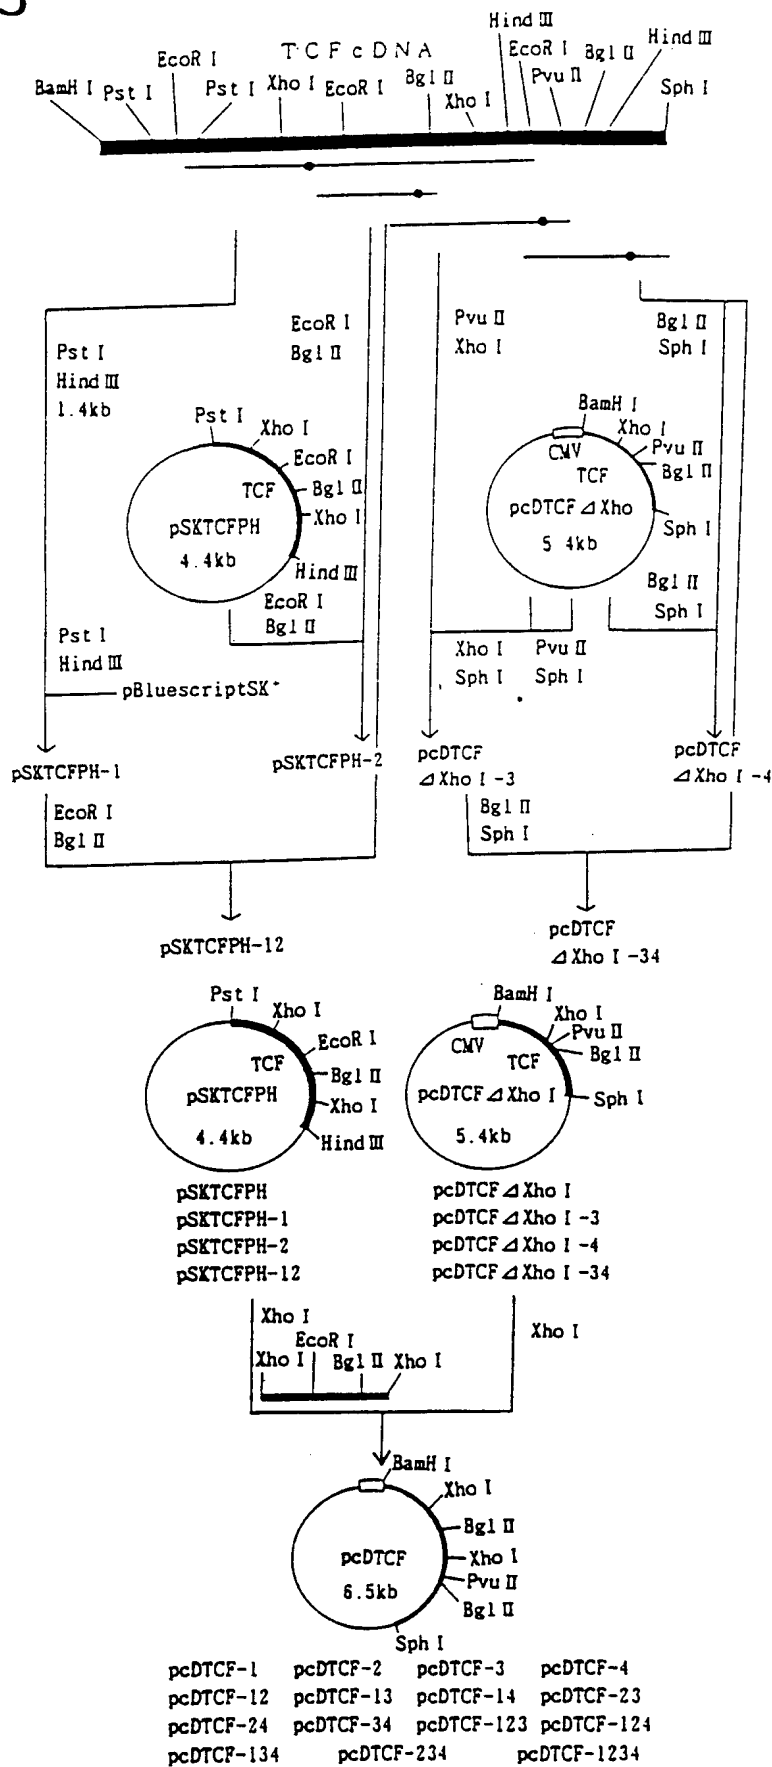 TCFcDNA
BamH I Pst I EcoR I Pst I Xho I EcoR I Bgl II Xho I Hind III EcoR I Pvu II Bgl II Hind III Sph I
Pst I
Hind III
1.4kb
EcoR I
Bgl II
Pvu II
Xho I
Bgl II
Sph I
Pst I
Xho I
EcoR I
TCF
Bgl II
Xho I
pSKTCFPH
4.4kb
Hind III
BamH I
Xho I
CMV
Pvu II
TCF
Bgl II
pcDTCF⊿Xho
Sph I
5 4kb
EcoR I
Bgl II
Bgl II
Sph I
Pst I
Hind III
pBluescriptSK+
Xho I
Sph I
Pvu II
Sph I
pSKTCFPH-1
pSKTCFPH-2
pcDTCF
⊿Xho I -3
pcDTCF
⊿Xho I -4
EcoR I
Bgl II
Bgl II
Sph I
pSKTCFPH-12
pcDTCF
⊿Xho I -34
Pst I
Xho I
EcoR I
TCF
Bgl II
pSKTCFPH
Xho I
4.4kb
Hind III
BamH I
Xho I
Pvu II
CMV
TCF
Bgl II
pcDTCF⊿Xho I
Sph I
5.4kb
pSKTCFPH
pSKTCFPH-1
pSKTCFPH-2
pSKTCFPH-12
pcDTCF⊿Xho I
pcDTCF⊿Xho I -3
pcDTCF⊿Xho I -4
pcDTCF⊿Xho I -34
Xho I
Xho I
EcoR I
Xho I
Bgl II
Xho I
BamH I
Xho I
Bgl II
pcDTCF
Xho I
Pvu II
6.5kb
Bgl II
Sph I
pcDTCF-1 pcDTCF-2 pcDTCF-3 pcDTCF-4
pcDTCF-12 pcDTCF-13 pcDTCF-14 pcDTCF-23
pcDTCF-24 pcDTCF-34 pcDTCF-123 pcDTCF-124
pcDTCF-134 pcDTCF-234 pcDTCF-1234